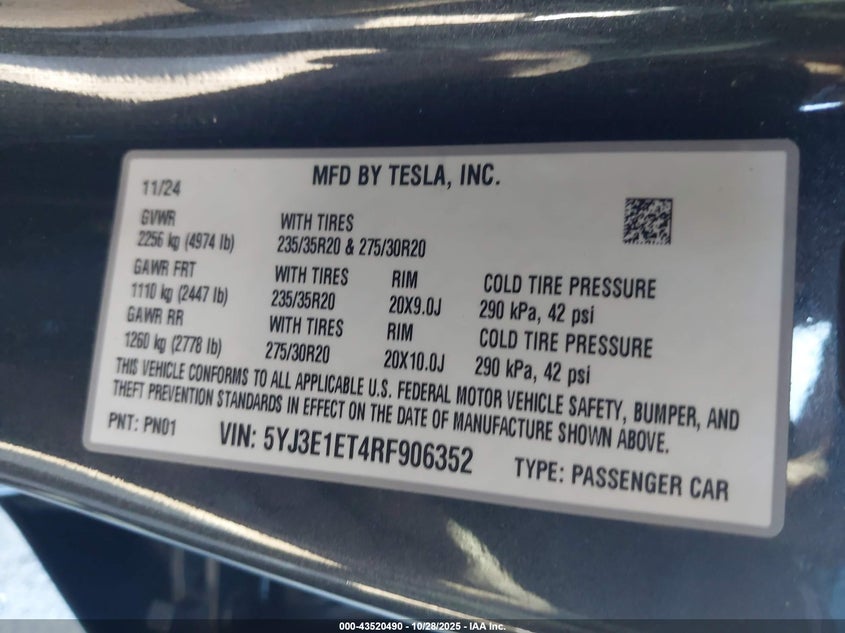 MFD BY TESLA, INC.
11/24
GVWR
2256 kg (4974 lb)
WITH TIRES
235/35R20 & 275/30R20
GAWR FRT
1110 kg (2447 lb)
WITH TIRES
235/35R20
RIM
20X9.0J
COLD TIRE PRESSURE
290 kPa, 42 psi
GAWR RR
1260 kg (2778 lb)
WITH TIRES
275/30R20
RIM
20X10.0J
COLD TIRE PRESSURE
290 kPa, 42 psi
THIS VEHICLE CONFORMS TO ALL APPLICABLE U.S. FEDERAL MOTOR VEHICLE SAFETY, BUMPER, AND
THEFT PREVENTION STANDARDS IN EFFECT ON THE DATE OF MANUFACTURE SHOWN ABOVE.
PNT: PN01
VIN: 5YJ3E1ET4RF906352
TYPE: PASSENGER CAR
000-43520490 - 10/28/2025 - IAA Inc.